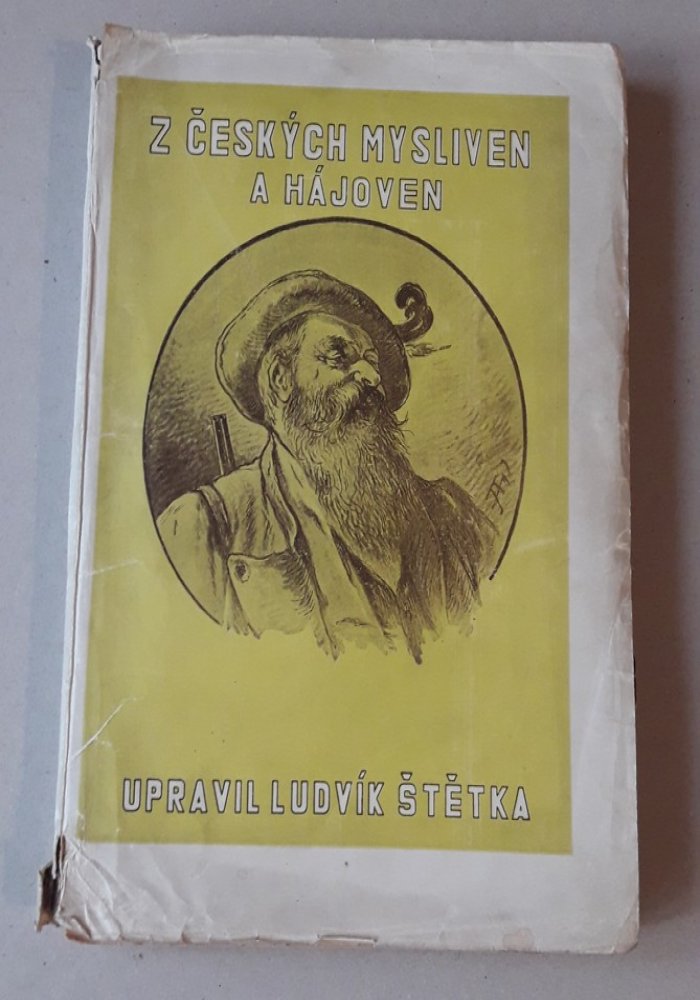 Z ČESKÝCH MYSLIVEN
A HÁJOVEN
UPRAVIL LUDVÍK ŠTĚTKA